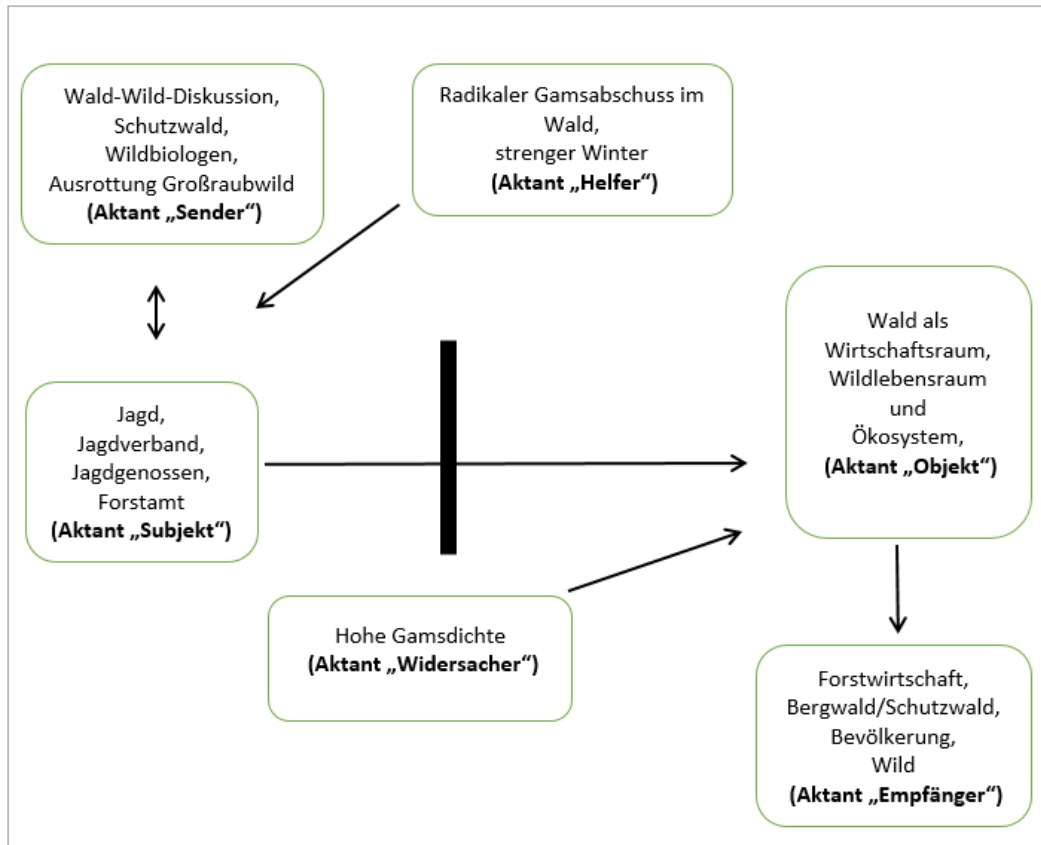 Wald-Wild-Diskussion,
Schutzwald,
Wildbiologen,
Ausrottung Großraubwild
(Aktant „Sender“)
Radikaler Gamsabschuss im
Wald,
strenger Winter
(Aktant „Helfer“)
Jagd,
Jagdverband,
Jagdgenossen,
Forstamt
(Aktant „Subjekt“)
Wald als
Wirtschaftsraum,
Wildlebensraum
und
Ökosystem,
(Aktant „Objekt“)
Hohe Gamsdichte
(Aktant „Widersacher“)
Forstwirtschaft,
Bergwald/Schutzwald,
Bevölkerung,
Wild
(Aktant „Empfänger“)